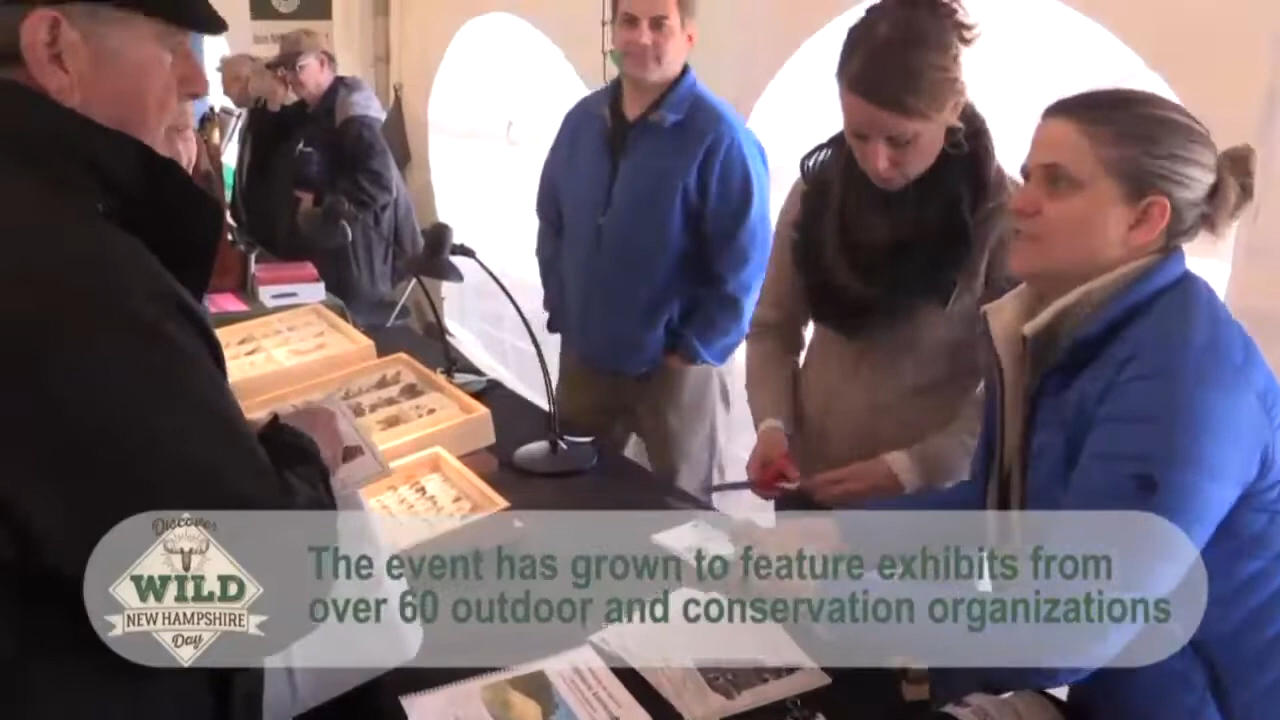 Discover
WILD
NEW HAMPSHIRE
Day
The event has grown to feature exhibits from
over 60 outdoor and conservation organizations